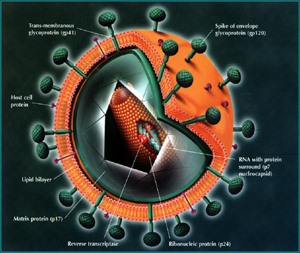 Trans-membranous
glycoprotein (gp41)
Spike of envelope
glycoprotein (gp120)
Host cell
protein
RNA with protein
surround (p7
nucleocapsid)
Lipid bilayer
Matrix protein (p17)
Reverse transcriptase
Ribonucleic protein (p24)